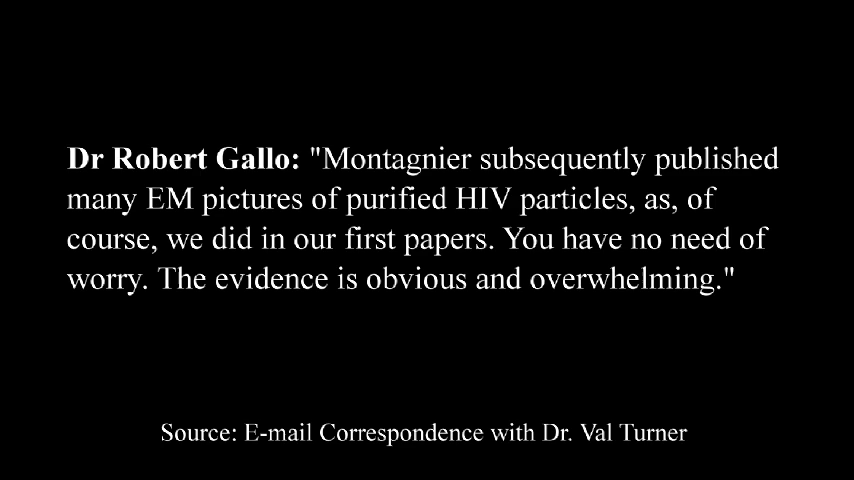 Dr Robert Gallo: "Montagnier subsequently published
many EM pictures of purified HIV particles, as, of
course, we did in our first papers. You have no need of
worry. The evidence is obvious and overwhelming."
Source: E-mail Correspondence with Dr. Val Turner